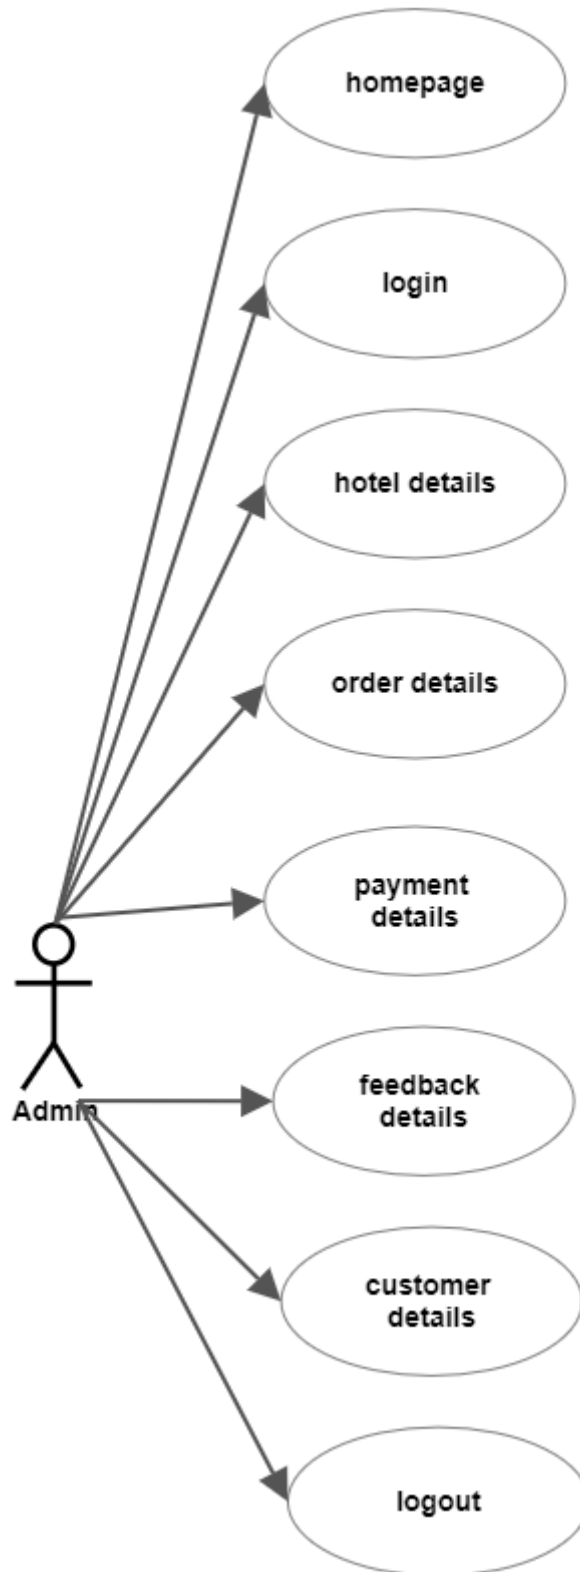 homepage
login
hotel details
order details
payment
details
feedback
details
Admin
customer
details
logout